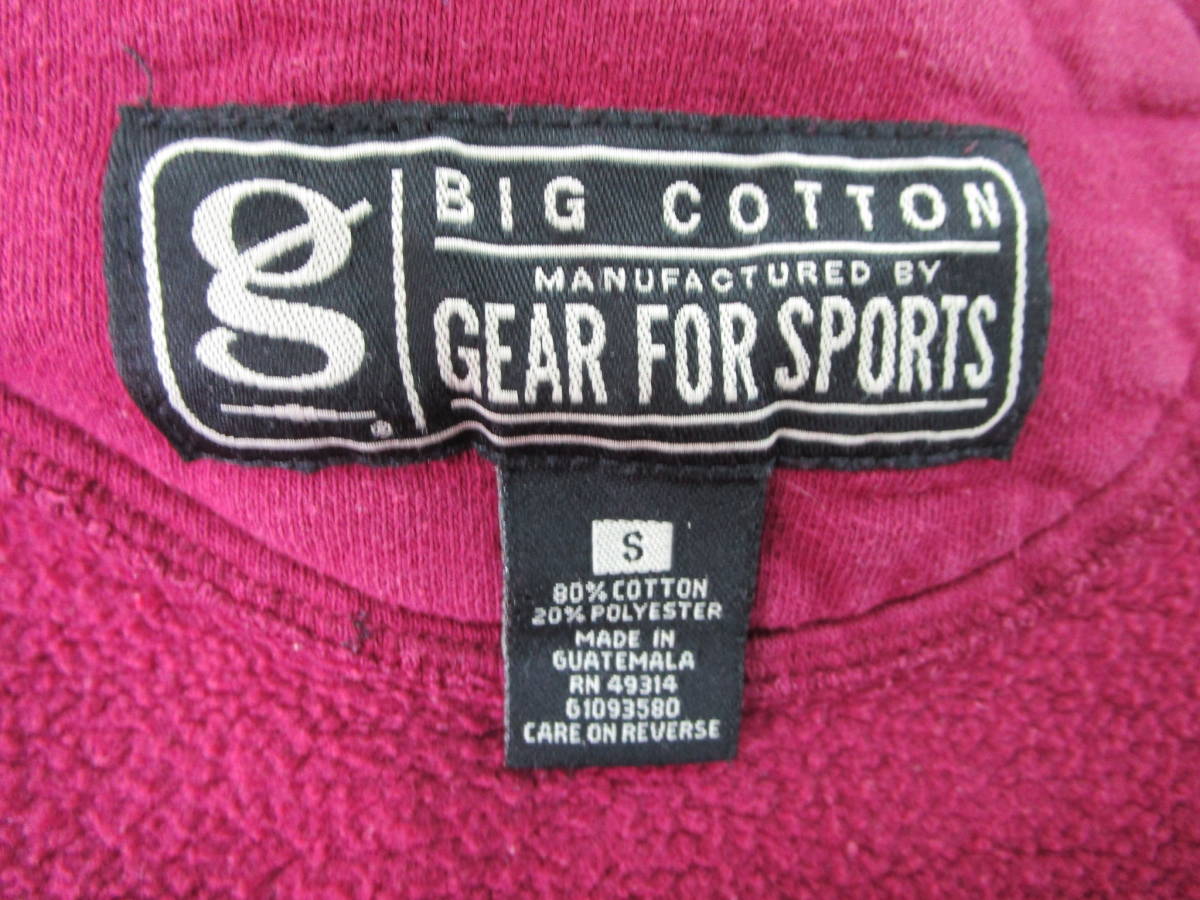 g
BIG COTTON
MANUFACTURED BY
GEAR FOR SPORTS
®
S
80% COTTON
20% POLYESTER
MADE IN
GUATEMALA
RN 49314
G1093580
CARE ON REVERSE